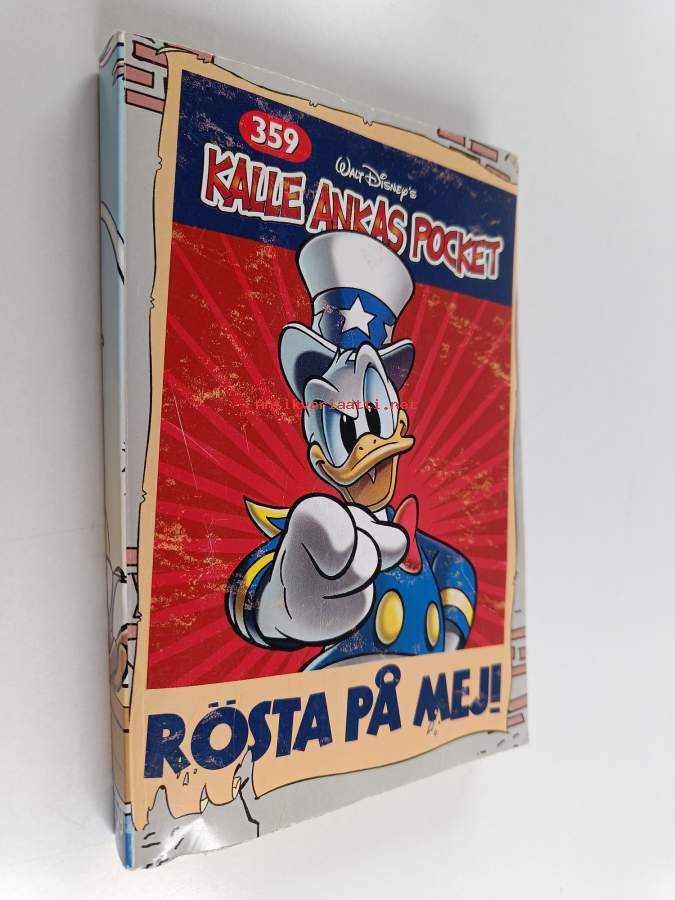 359
Walt Disney's
KALLE ANKAS POCKET
Antikvariaatti.net
RÖSTA PÅ MEJ!